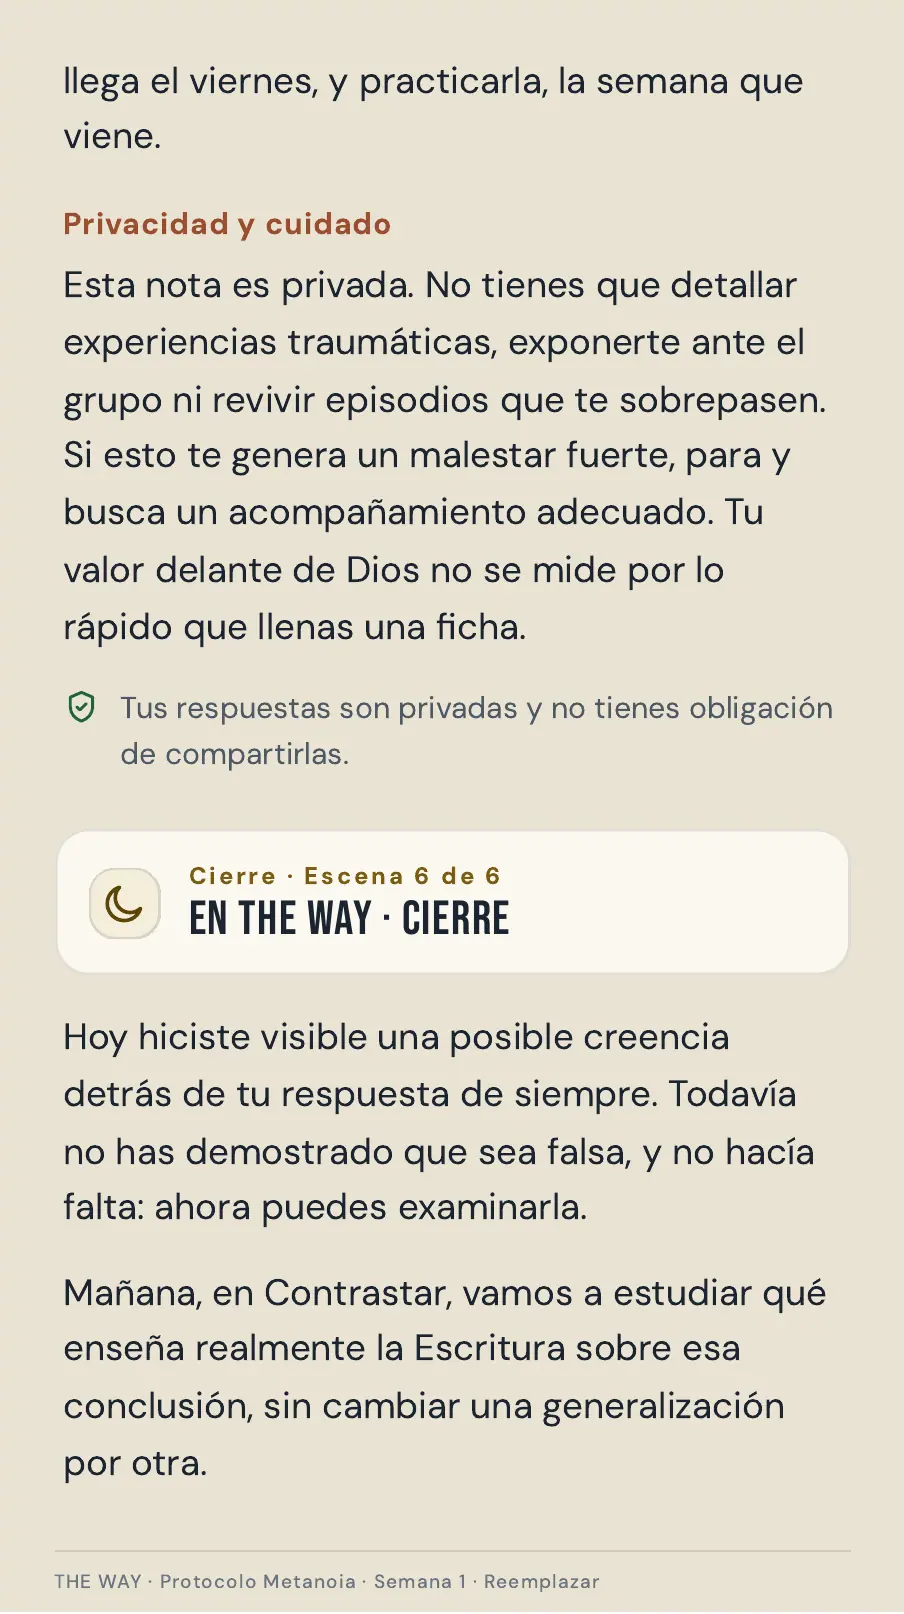 llega el viernes, y practicarla, la semana que
viene.
Privacidad y cuidado
Esta nota es privada. No tienes que detallar
experiencias traumáticas, exponerte ante el
grupo ni revivir episodios que te sobrepasen.
Si esto te genera un malestar fuerte, para y
busca un acompañamiento adecuado. Tu
valor delante de Dios no se mide por lo
rápido que llenas una ficha.
Tus respuestas son privadas y no tienes obligación
de compartirlas.
Cierre · Escena 6 de 6
EN THE WAY · CIERRE
Hoy hiciste visible una posible creencia
detrás de tu respuesta de siempre. Todavía
no has demostrado que sea falsa, y no hacía
falta: ahora puedes examinarla.
Mañana, en Contrastar, vamos a estudiar qué
enseña realmente la Escritura sobre esa
conclusión, sin cambiar una generalización
por otra.
THE WAY · Protocolo Metanoia · Semana 1 · Reemplazar